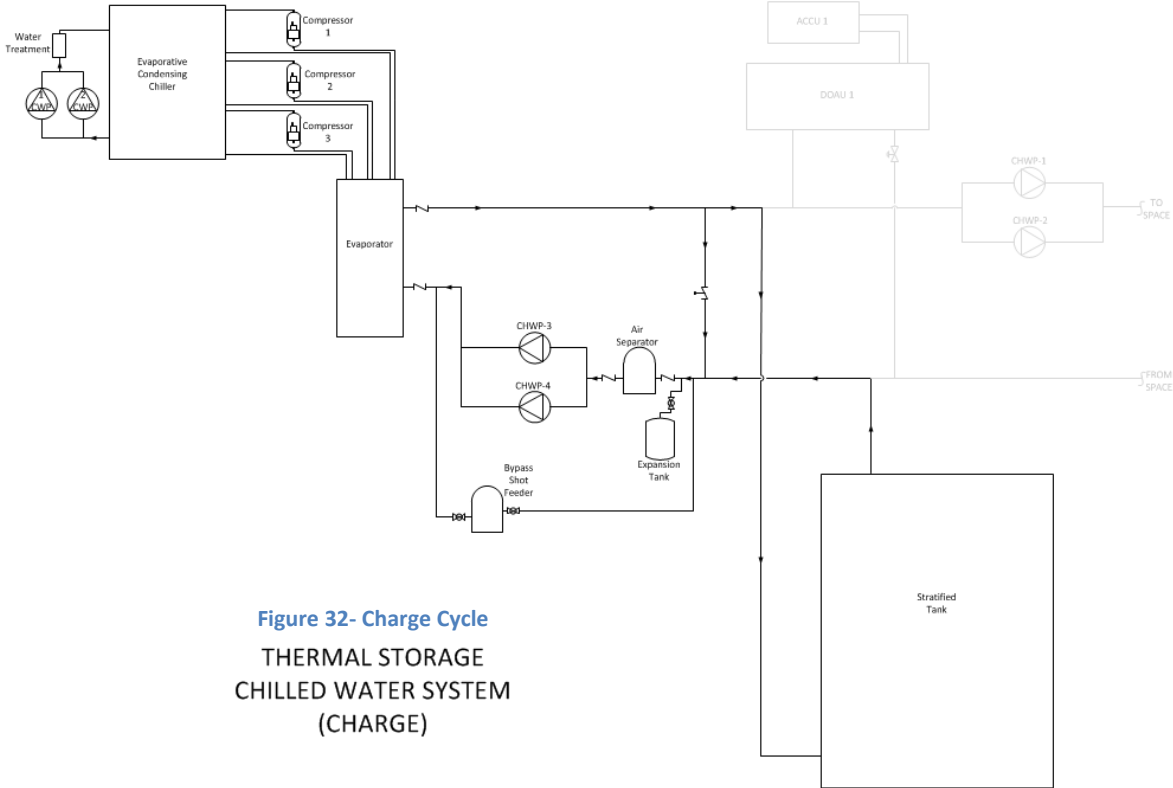 Water
Treatment
1
CWP
2
CWP
Evaporative
Condensing
Chiller
Compressor
1
Compressor
2
Compressor
3
ACCU 1
DOAU 1
CHWP-1
CHWP-2
TO
SPACE
FROM
SPACE
Evaporator
CHWP-3
CHWP-4
Air
Separator
Expansion
Tank
Bypass
Shot
Feeder
Stratified
Tank
Figure 32- Charge Cycle
THERMAL STORAGE
CHILLED WATER SYSTEM
(CHARGE)